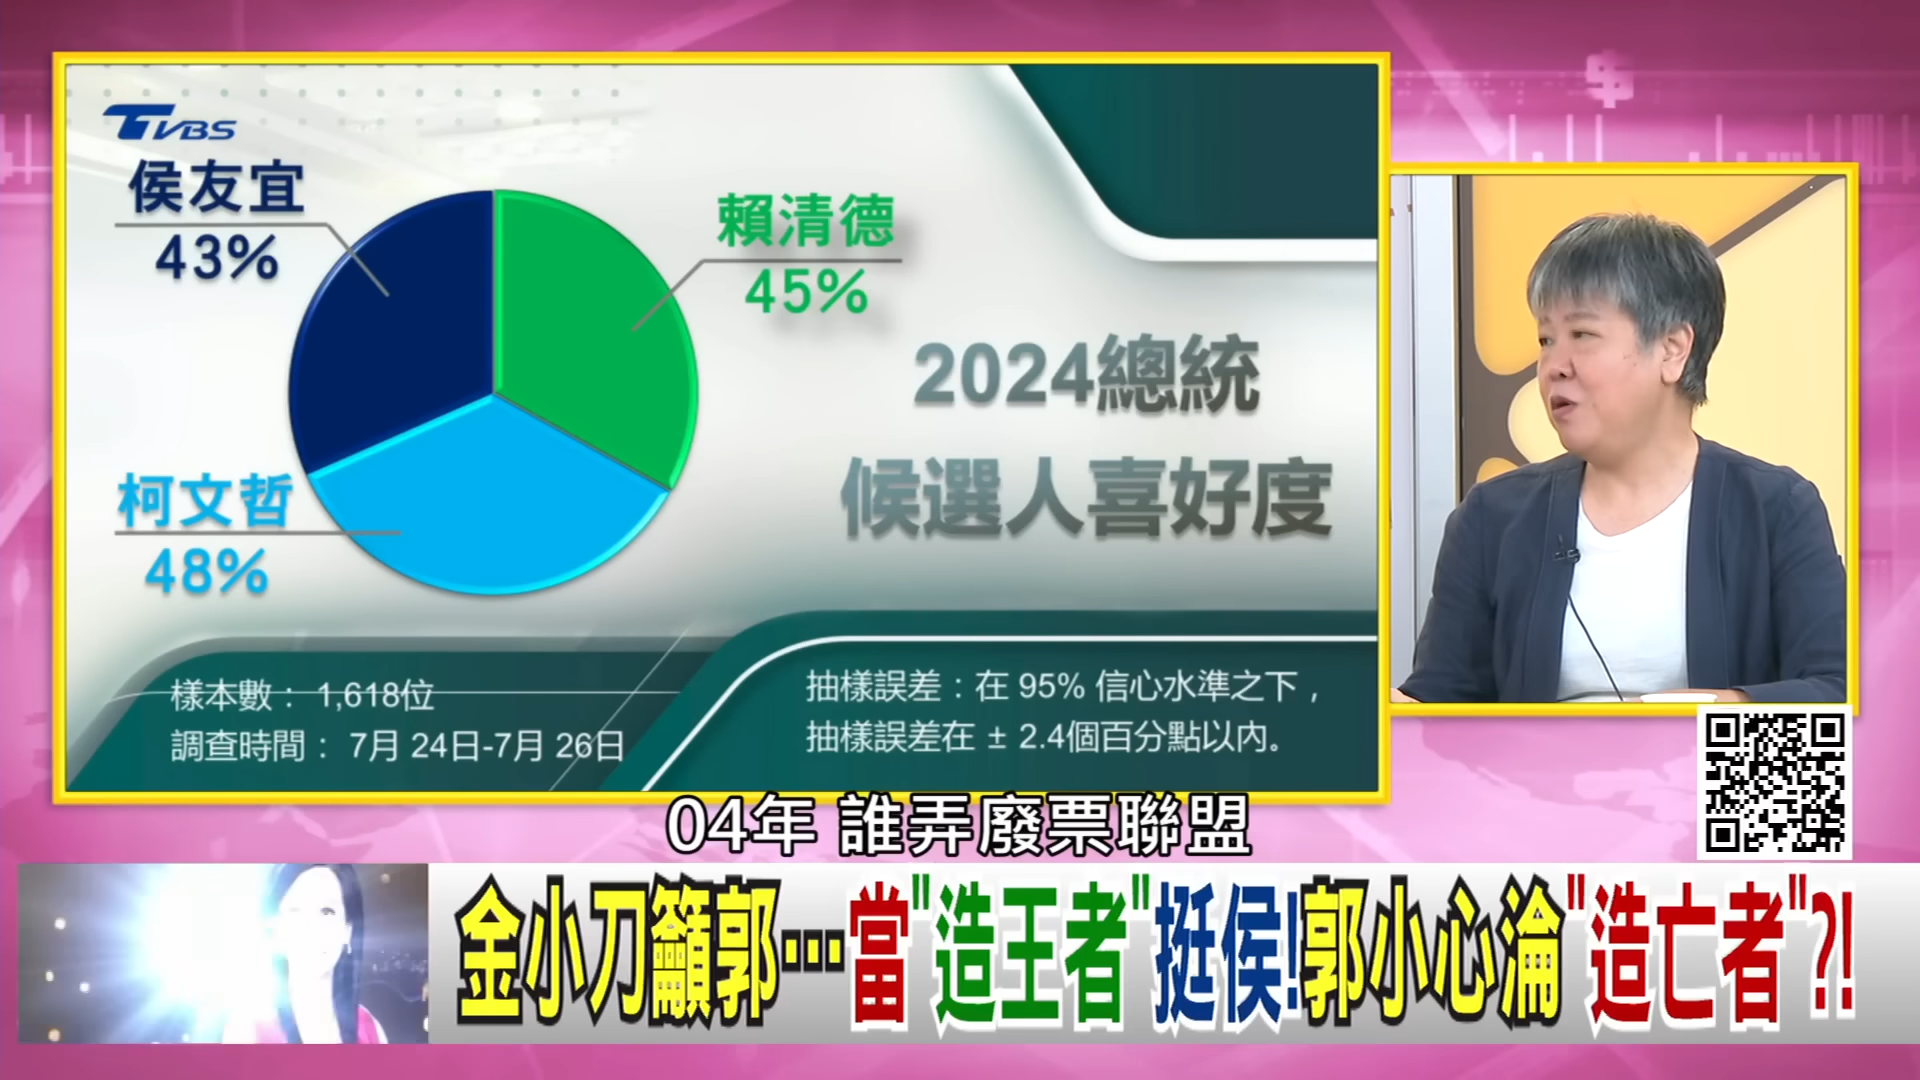 TVBS
侯友宜
43%
賴清德
45%
柯文哲
48%
2024總統
候選人喜好度
樣本數： 1,618位
調查時間： 7月 24日-7月 26日
抽樣誤差：在 95% 信心水準之下，
抽樣誤差在 ± 2.4個百分點以內。
04年 誰弄廢票聯盟
金小刀籲郭…當"造王者"挺侯!郭小心淪"造亡者"?!